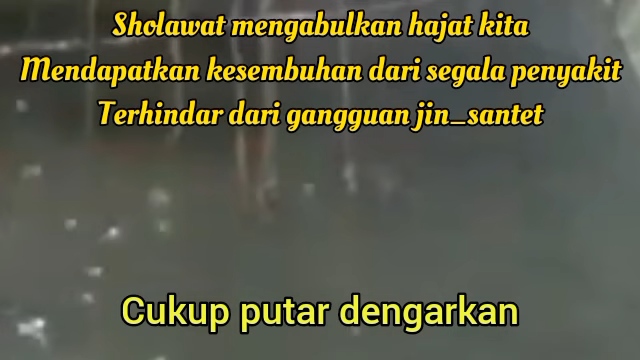 Sholawat mengabulkan hajat kita
Mendapatkan kesembuhan dari segala penyakit
Terhindar dari gangguan jin_santet
Cukup putar dengarkan